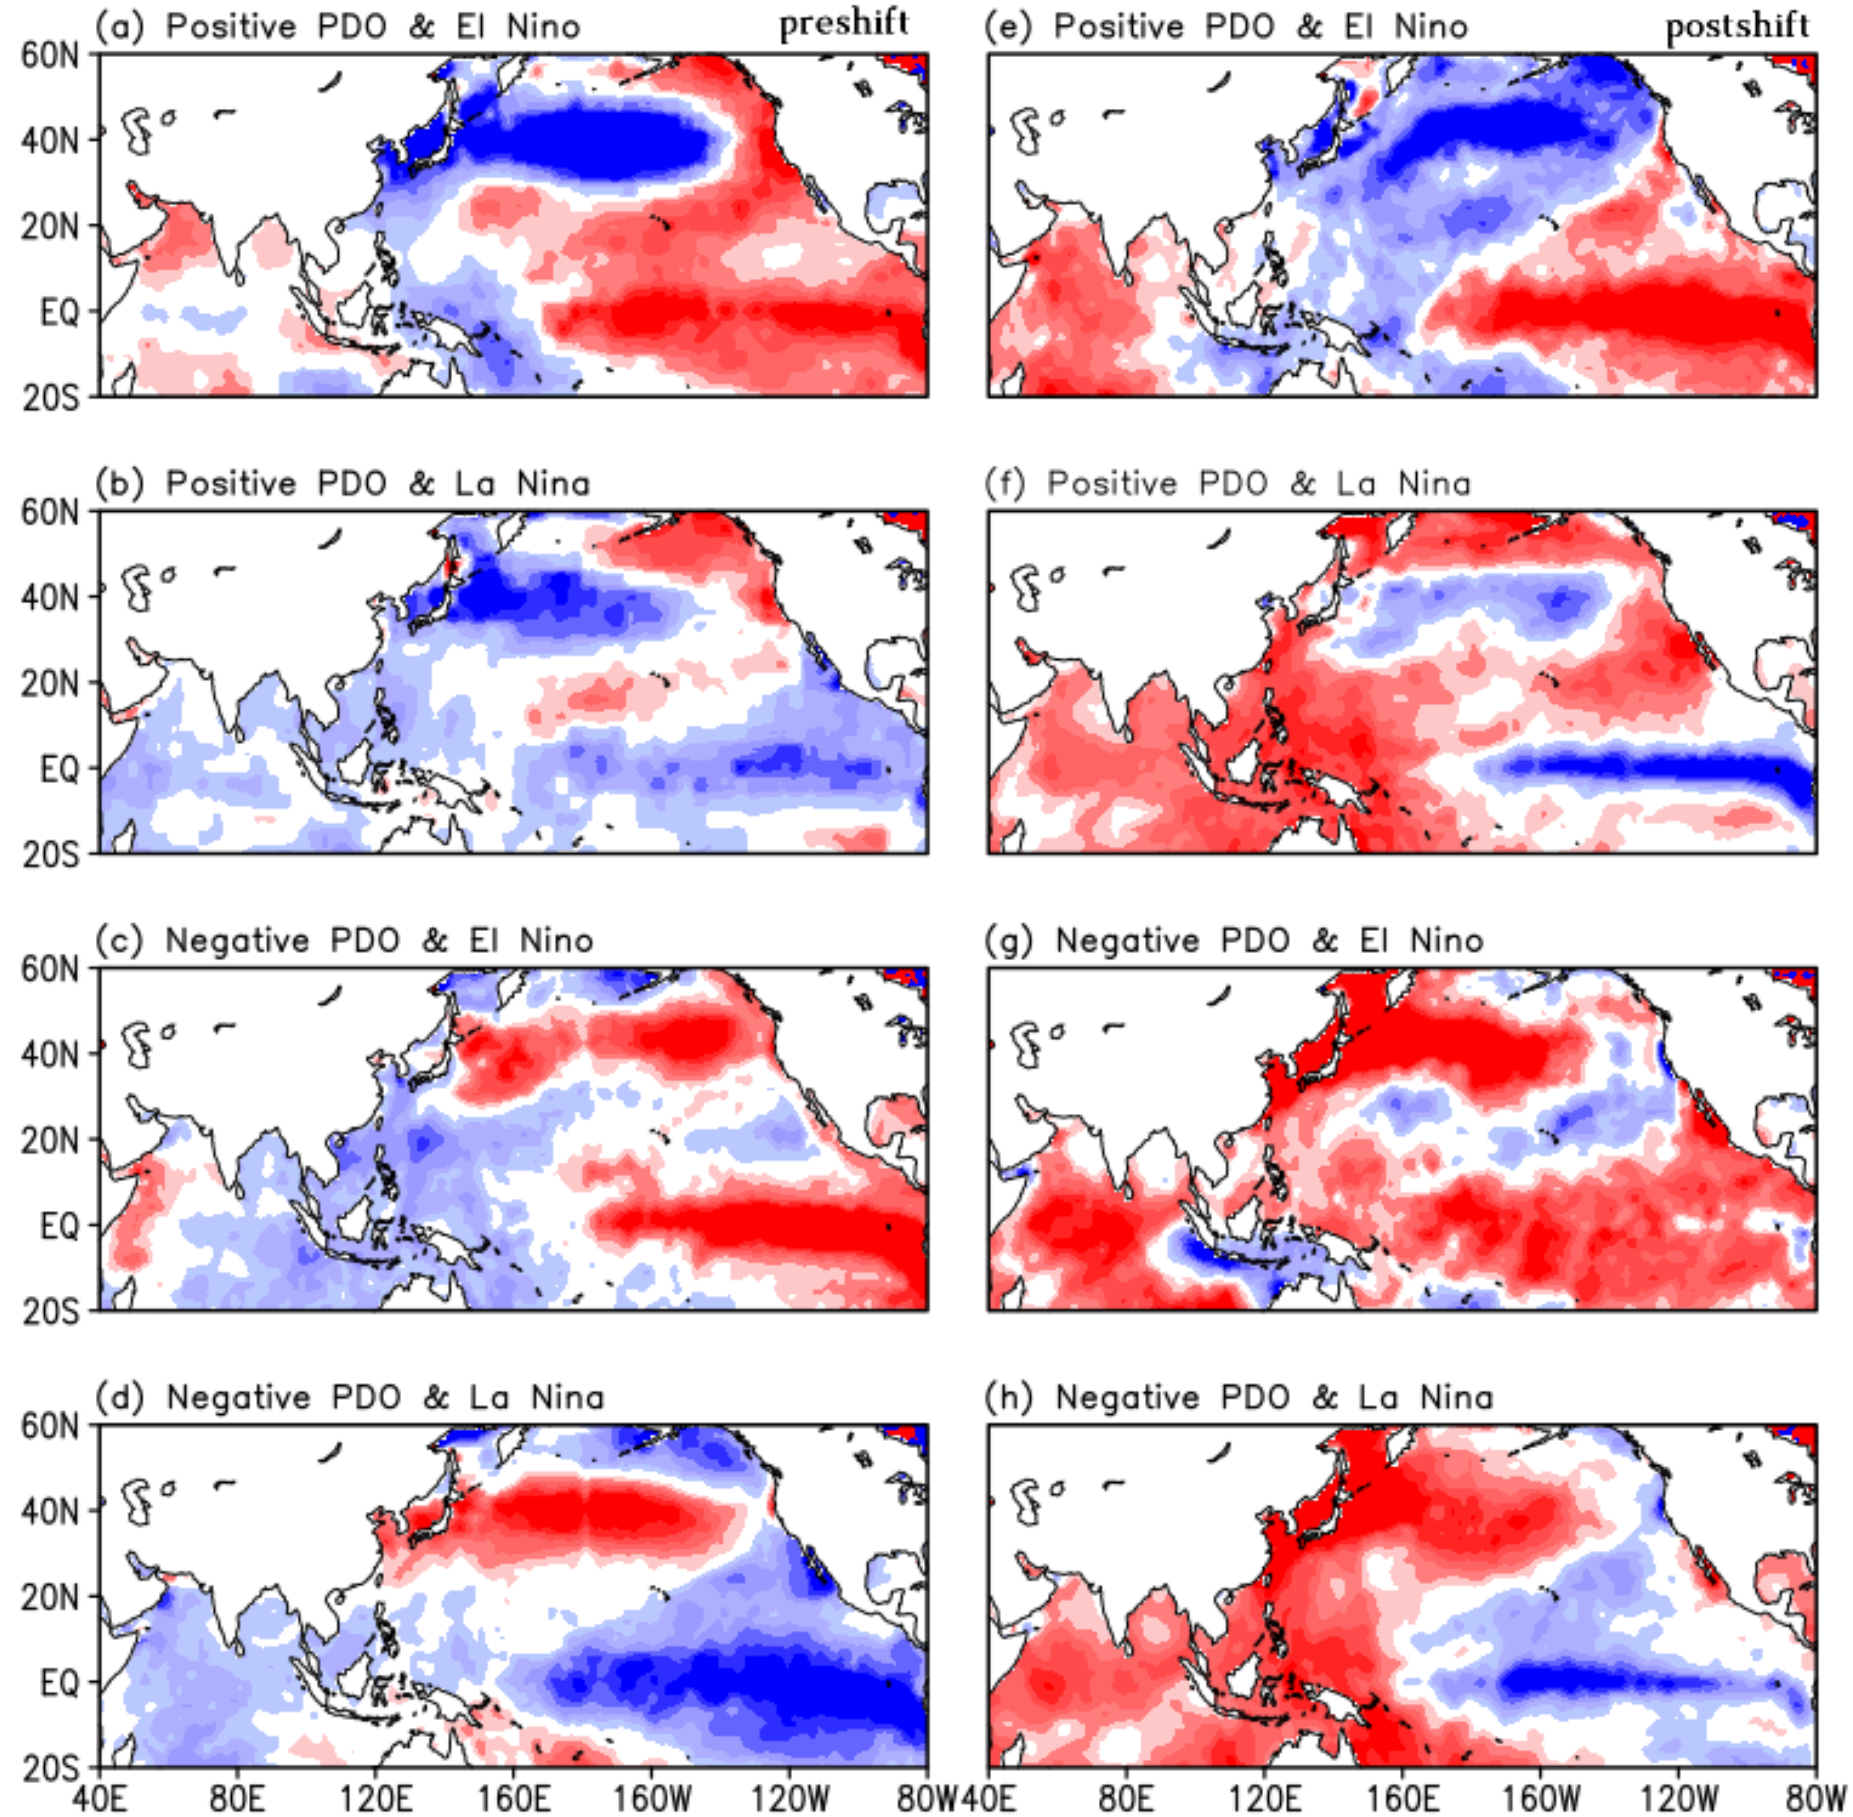 (a) Positive PDO & El Nino preshift
60N
40N
20N
EQ
20S
(e) Positive PDO & El Nino postshift
(b) Positive PDO & La Nina
60N
40N
20N
EQ
20S
(f) Positive PDO & La Nina
(c) Negative PDO & El Nino
60N
40N
20N
EQ
20S
(g) Negative PDO & El Nino
(d) Negative PDO & La Nina
60N
40N
20N
EQ
20S
40E 80E 120E 160E 160W 120W 80W
(h) Negative PDO & La Nina
40E 80E 120E 160E 160W 120W 80W